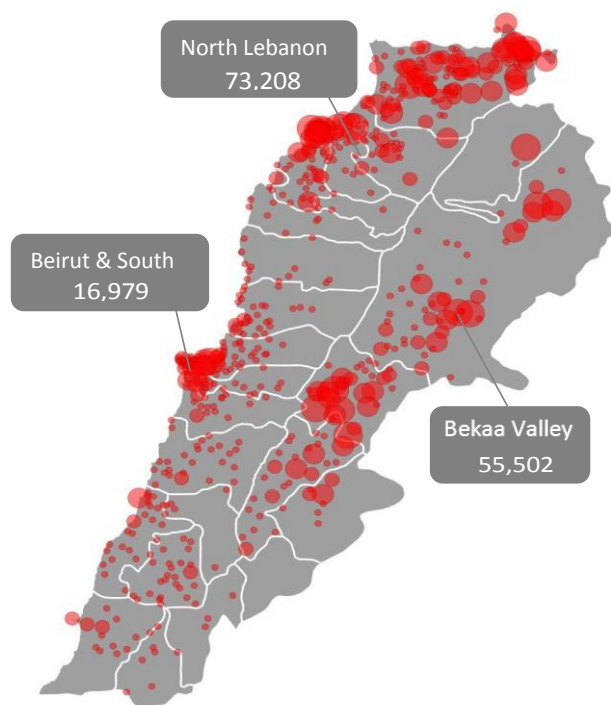 North Lebanon
73,208
Beirut & South
16,979
Bekaa Valley
55,502